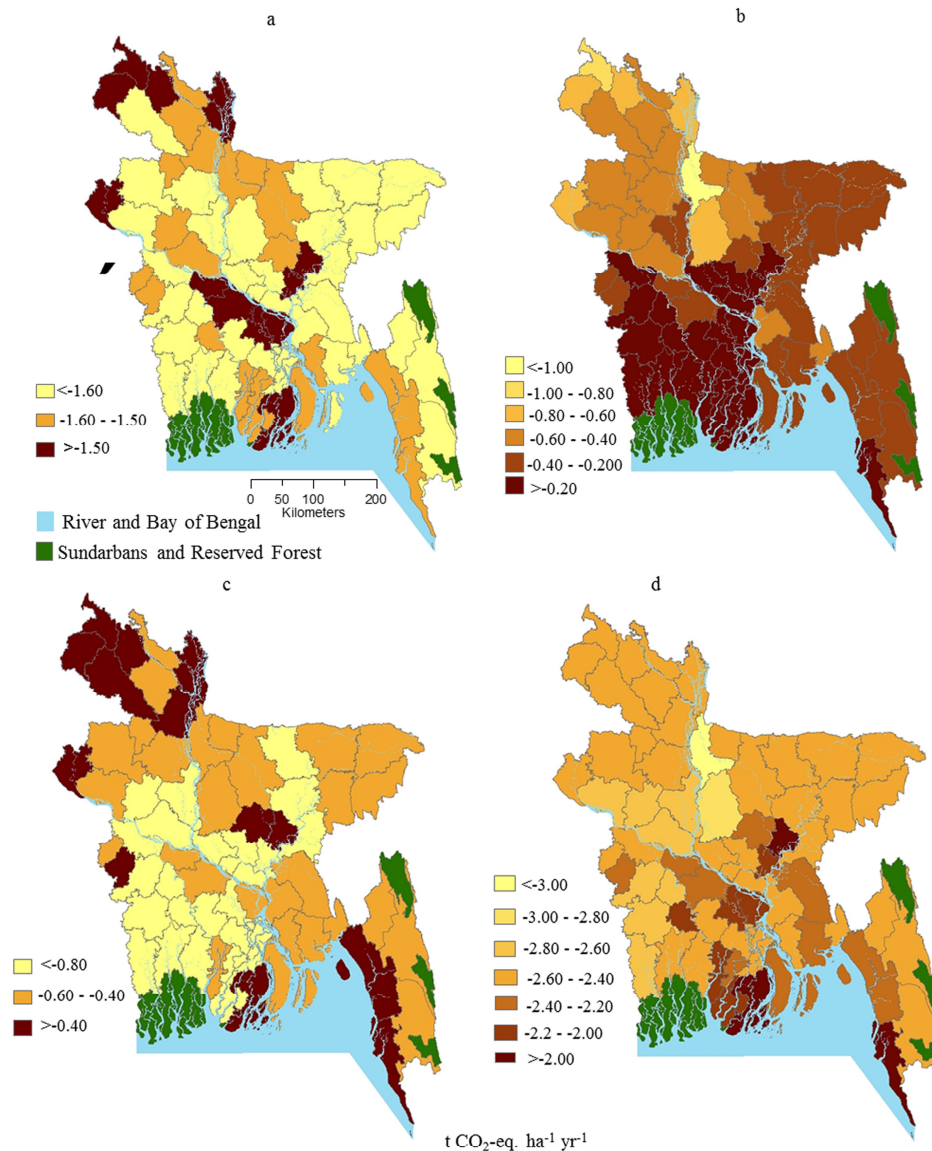 a
b
<-1.60
-1.60 - -1.50
>-1.50
0 50 100 200
Kilometers
River and Bay of Bengal
Sundarbans and Reserved Forest
<-1.00
-1.00 - -0.80
-0.80 - -0.60
-0.60 - -0.40
-0.40 - -0.200
>-0.20
c
d
<-0.80
-0.60 - -0.40
>-0.40
<-3.00
-3.00 - -2.80
-2.80 - -2.60
-2.60 - -2.40
-2.40 - -2.20
-2.2 - -2.00
>-2.00
t CO₂-eq. ha⁻¹ yr⁻¹